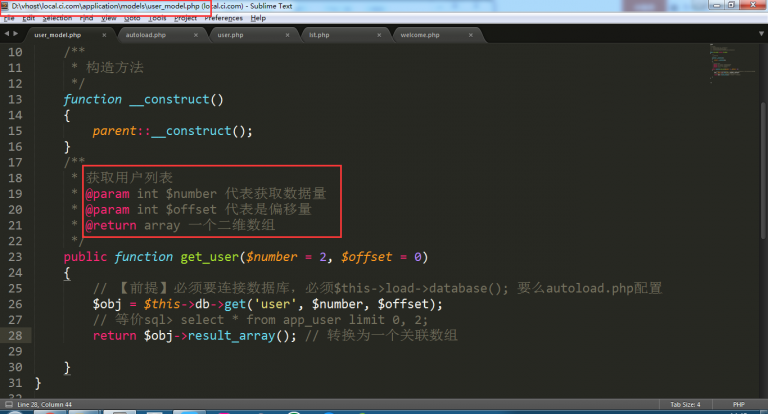 D:\vhost\local.ci.com\application\models\user_model.php (local.ci.com) - Sublime Text
File Edit Selection Find View Goto Tools Project Preferences Help
user_model.php × autoload.php × user.php × lst.php × welcome.php ×
10 /**
11 * 构造方法
12 */
13 function __construct()
14 {
15 parent::__construct();
16 }
17 /**
18 * 获取用户列表
19 * @param int $number 代表获取数据量
20 * @param int $offset 代表是偏移量
21 * @return array 一个二维数组
22 */
23 public function get_user($number = 2, $offset = 0)
24 {
25 // 【前提】必须要连接数据库. 必须$this->load->database(); 要么autoload.php配置
26 $obj = $this->db->get('user', $number, $offset);
27 // 等价sql> select * from app_user limit 0, 2;
28 return $obj->result_array(); // 转换为一个关联数组
29
30 }
31 }
Line 28, Column 44 Tab Size: 4 PHP